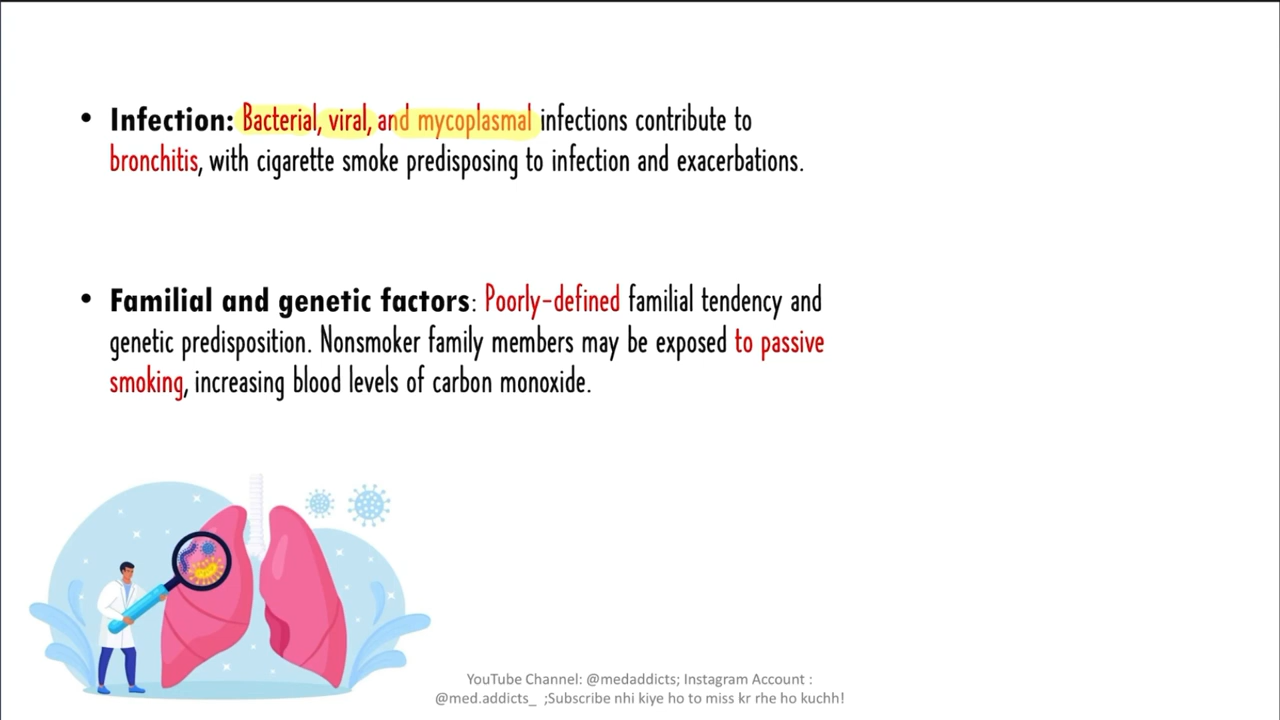 • Infection: Bacterial, viral, and mycoplasmal infections contribute to
bronchitis, with cigarette smoke predisposing to infection and exacerbations.
• Familial and genetic factors: Poorly-defined familial tendency and
genetic predisposition. Nonsmoker family members may be exposed to passive
smoking, increasing blood levels of carbon monoxide.
YouTube Channel: @medaddicts; Instagram Account :
@med.addicts_ ;Subscribe nhi kiye ho to miss kr rhe ho kuchh!